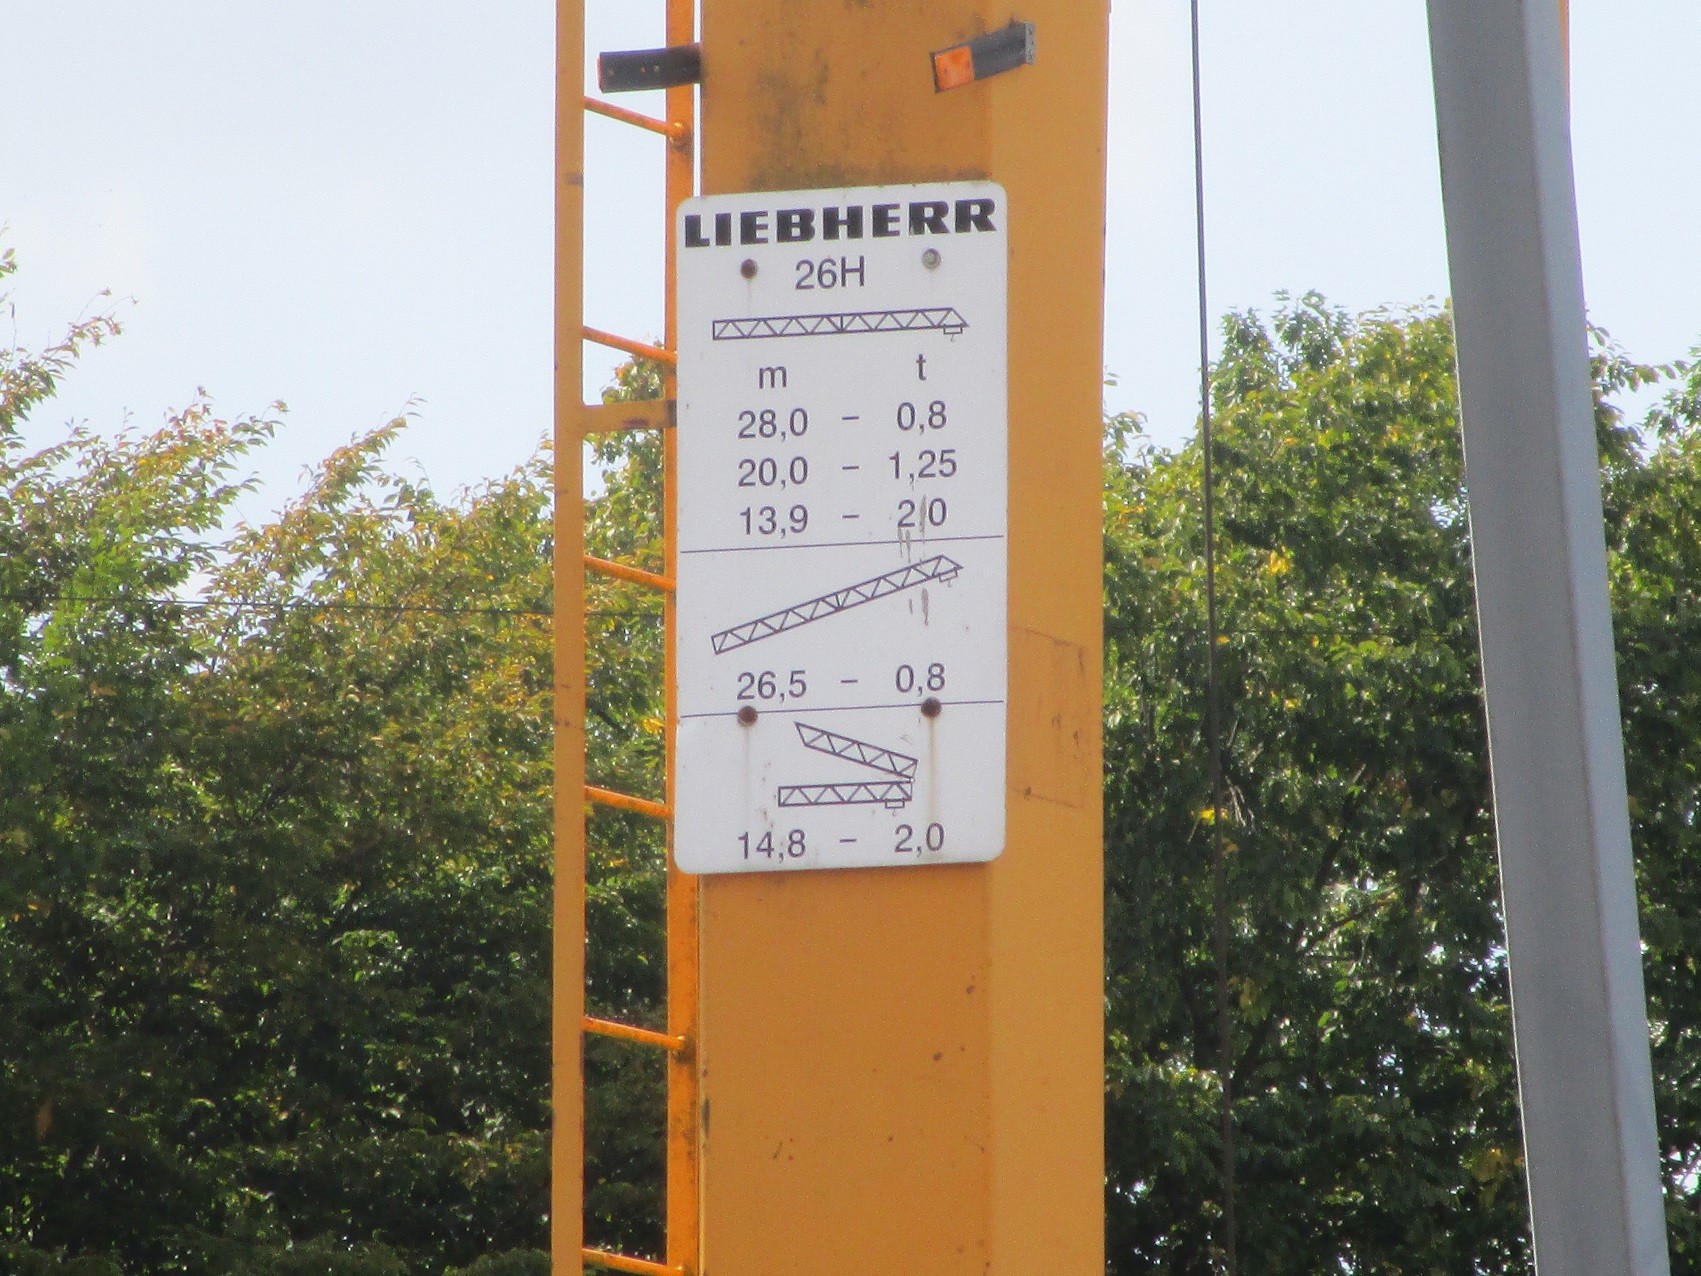 LIEBHERR
26H
m t
28,0 – 0,8
20,0 – 1,25
13,9 – 2,0
26,5 – 0,8
14,8 – 2,0